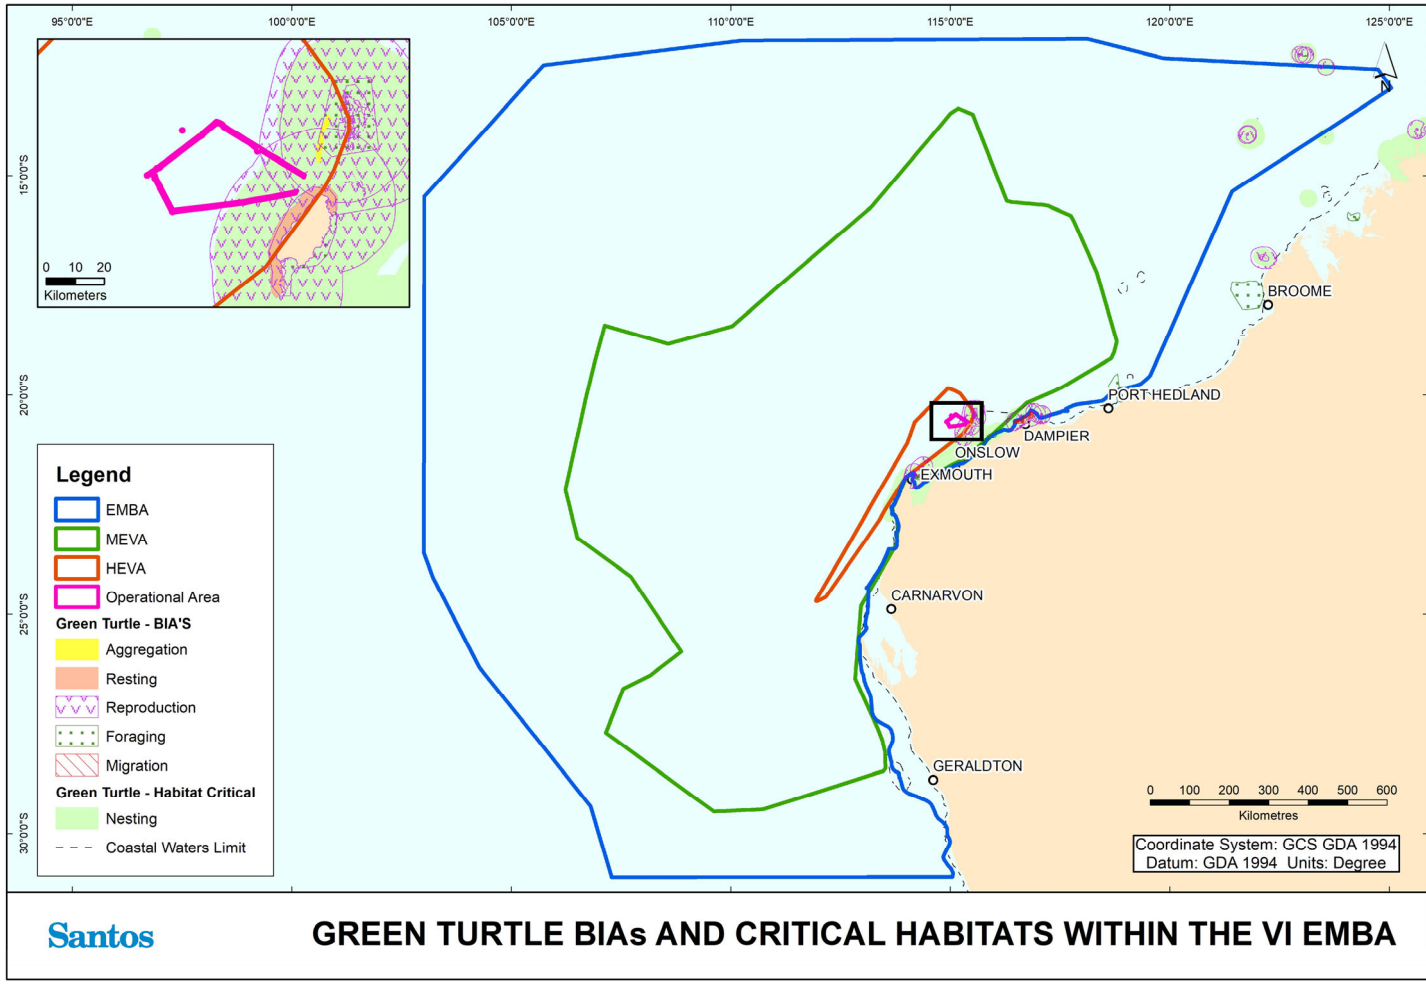 95°0'0"E
100°0'0"E
105°0'0"E
110°0'0"E
115°0'0"E
120°0'0"E
125°0'0"E
15°0'0"S
20°0'0"S
25°0'0"S
30°0'0"S
0 10 20
Kilometers
N
BROOME
PORT HEDLAND
DAMPIER
ONSLOW
EXMOUTH
CARNARVON
GERALDTON
Legend
EMBA
MEVA
HEVA
Operational Area
Green Turtle - BIA'S
Aggregation
Resting
Reproduction
Foraging
Migration
Green Turtle - Habitat Critical
Nesting
Coastal Waters Limit
0 100 200 300 400 500 600
Kilometres
Coordinate System: GCS GDA 1994
Datum: GDA 1994 Units: Degree
Santos
GREEN TURTLE BIAs AND CRITICAL HABITATS WITHIN THE VI EMBA